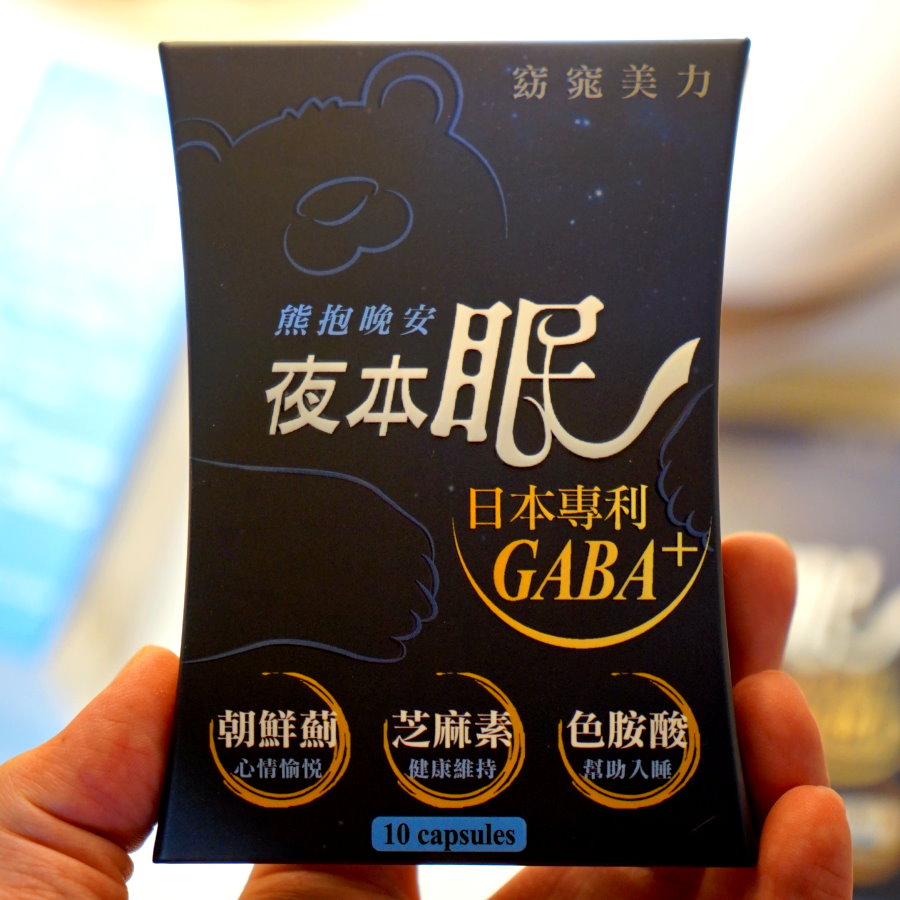 窈窕美力
熊抱晚安
夜本眠
日本專利
GABA+
朝鮮薊
心情愉悅
芝麻素
健康維持
色胺酸
幫助入睡
10 capsules